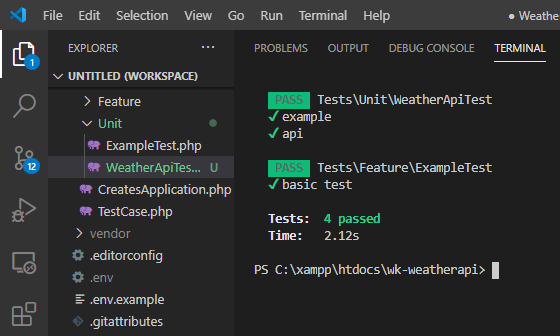 File Edit Selection View Go Run Terminal Help ● Weathe
EXPLORER ···
PROBLEMS OUTPUT DEBUG CONSOLE TERMINAL
UNTITLED (WORKSPACE)
Feature
Unit
ExampleTest.php
WeatherApiTes... U
CreatesApplication.php
TestCase.php
vendor
.editorconfig
.env
.env.example
.gitattributes
1
12
PASS Tests\Unit\WeatherApiTest
✓ example
✓ api
PASS Tests\Feature\ExampleTest
✓ basic test
Tests: 4 passed
Time: 2.12s
PS C:\xampp\htdocs\wk-weatherapi>